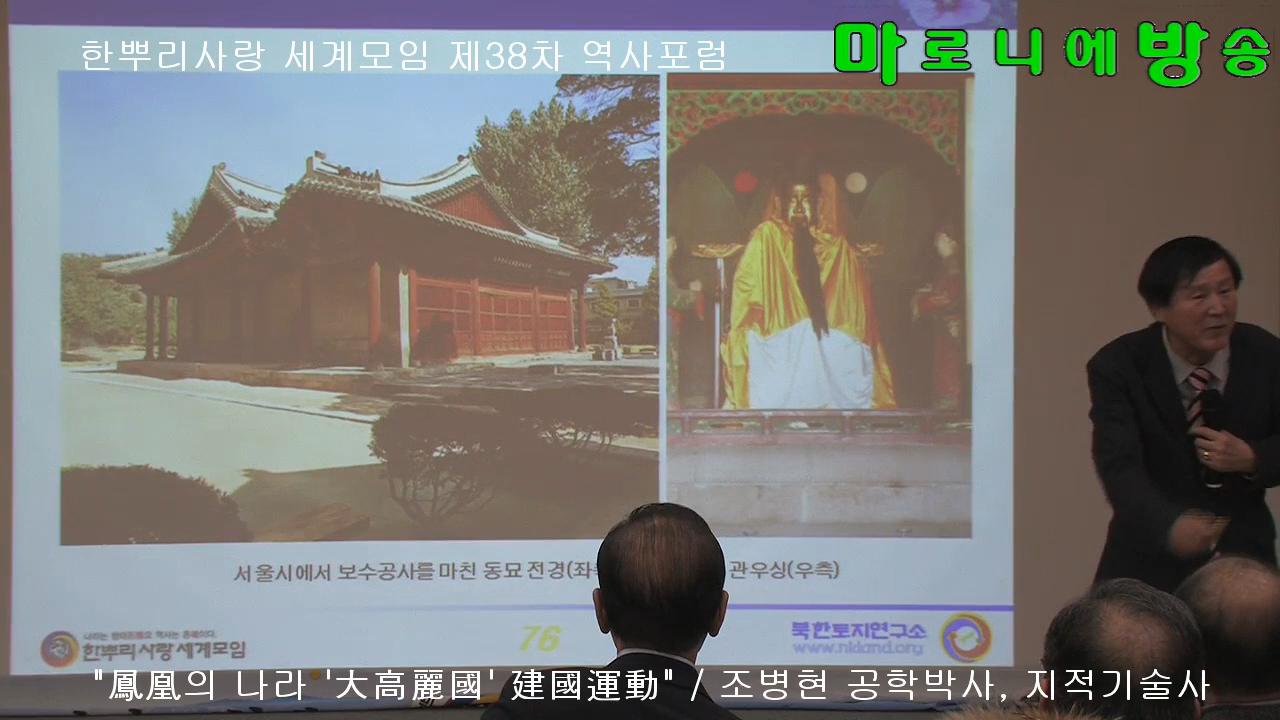 한뿌리사랑 세계모임 제38차 역사포럼
마로니에방송
서울시에서 보수공사를 마친 동묘 전경(좌 관우상(우측)
한뿌리사랑세계모임
76
북한토지연구소
www.nkland.org
"鳳凰의 나라 '大高麗國' 建國運動" / 조병현 공학박사, 지적기술사